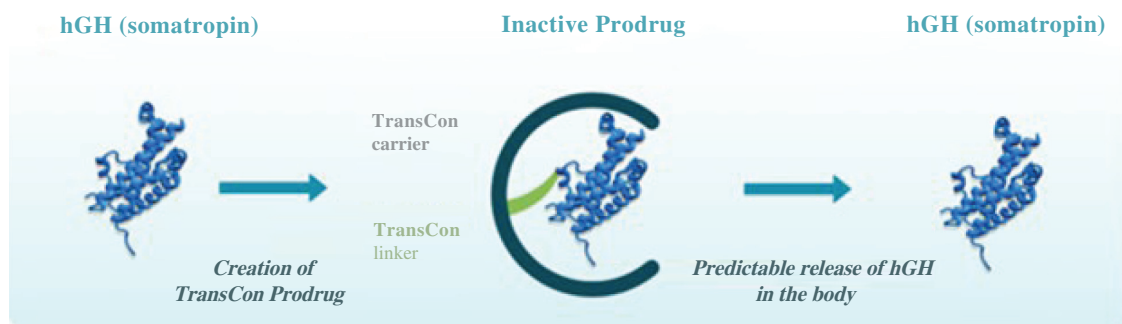 hGH (somatropin)
Inactive Prodrug
hGH (somatropin)
TransCon
carrier
TransCon
linker
Creation of
TransCon Prodrug
Predictable release of hGH
in the body